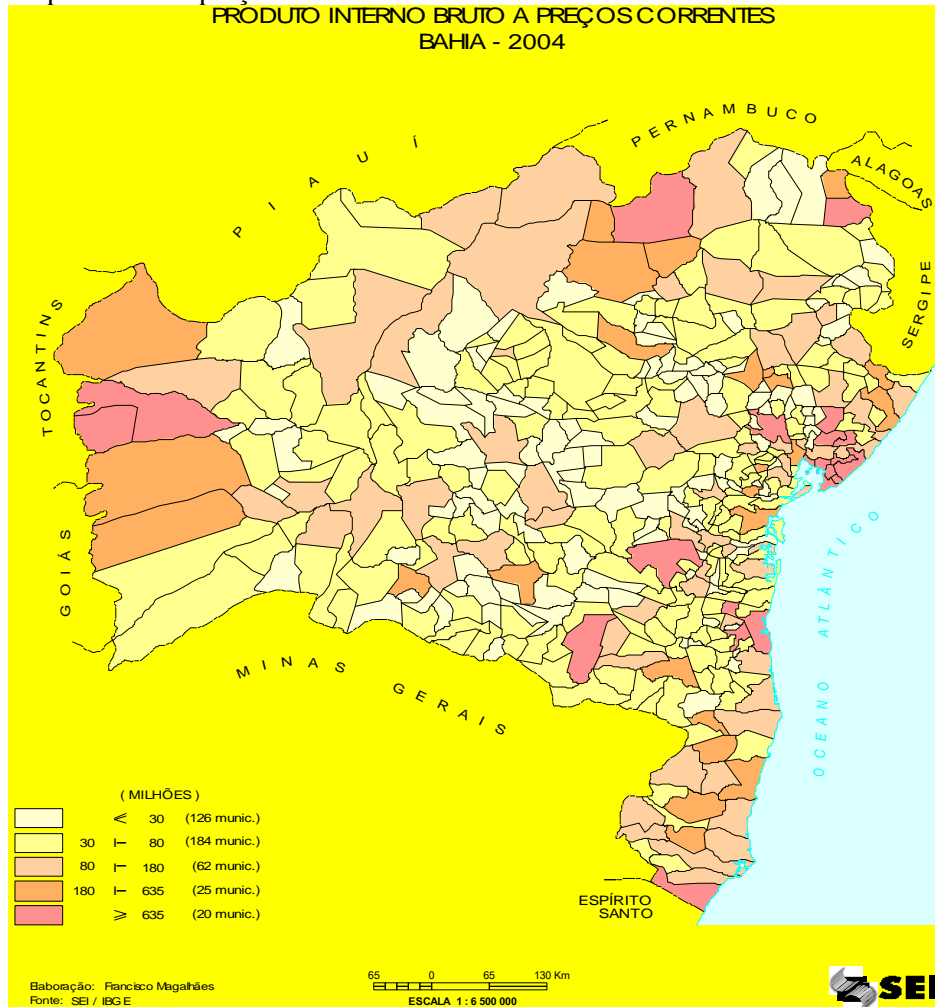 PRODUTO INTERNO BRUTO A PREÇOS CORRENTES
BAHIA - 2004
PERNAMBUCO
PIAUÍ
ALAGOAS
SERGIPE
TOCANTINS
GOIÁS
OCEANO ATLÂNTICO
MINAS GERAIS
( MILHÕES )
≤ 30 (126 munic.)
30 I— 80 (184 munic.)
80 I— 180 (62 munic.)
180 I— 635 (25 munic.)
≥ 635 (20 munic.)
ESPÍRITO
SANTO
65 0 65 130 Km
ESCALA 1 : 6 500 000
Elaboração: Francisco Magalhães
Fonte: SEI / IBGE
SEI